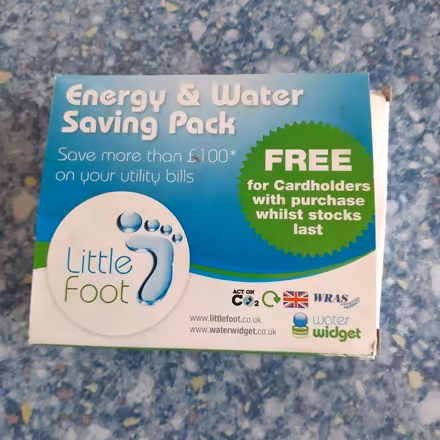 Energy & Water
Saving Pack
Save more than £100*
on your utility bills
FREE
for Cardholders
with purchase
whilst stocks
last
Little
Foot
ACT ON
CO2
WRAS
www.littlefoot.co.uk
www.waterwidget.co.uk
water
widget